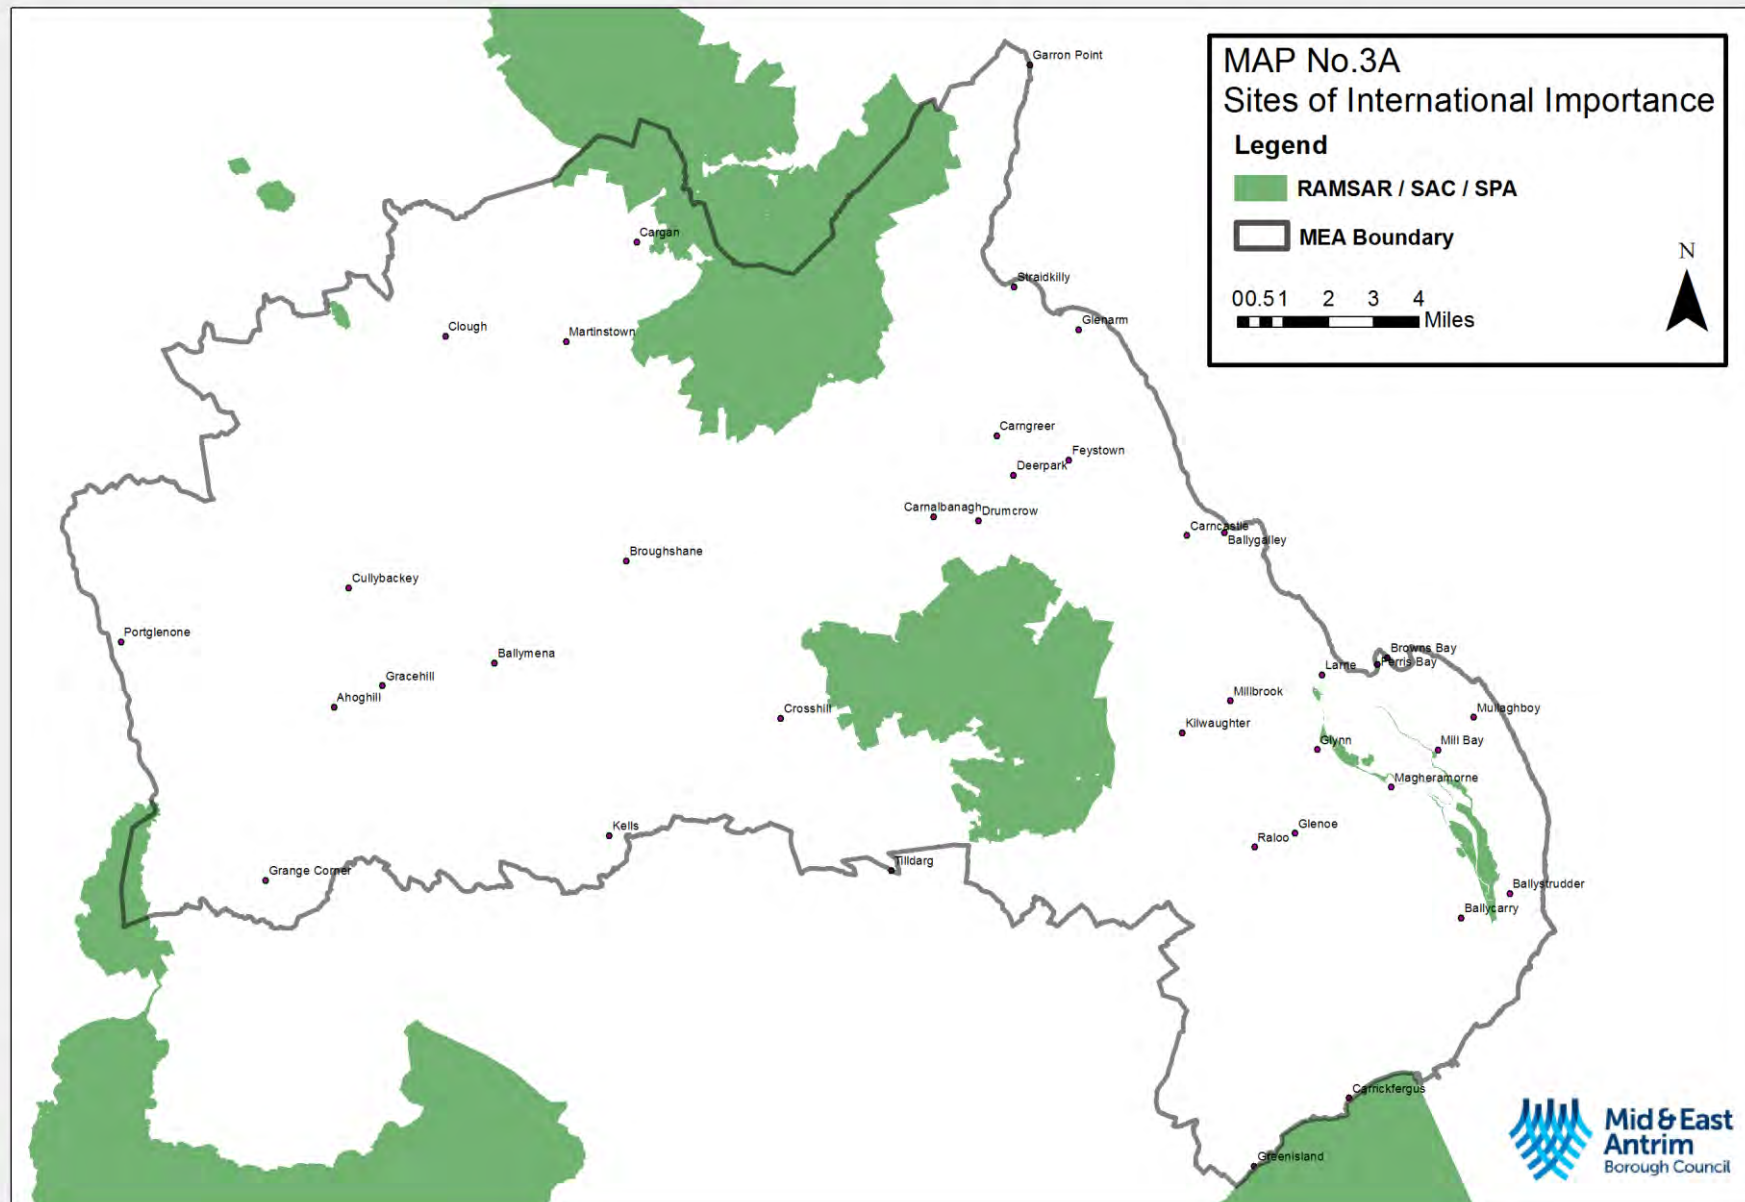 Garron Point
MAP No.3A
Sites of International Importance
Legend
RAMSAR / SAC / SPA
MEA Boundary
N
00.51 2 3 4
Miles
Cargan
Straidkilly
Glenarm
Clough
Martinstown
Carngreer
Feystown
Deerpark
Carnalbanagh
Drumcrow
Carncastle
Ballygalley
Broughshane
Cullybackey
Portglenone
Ballymena
Gracehill
Ahoghill
Crosshill
Browns Bay
Ferris Bay
Larne
Millbrook
Mullaghboy
Kilwaughter
Glynn
Mill Bay
Magheramorne
Kells
Glenoe
Raloo
Tilldarg
Grange Corner
Ballystrudder
Ballycarry
Carrickfergus
Greenisland
Mid & East
Antrim
Borough Council